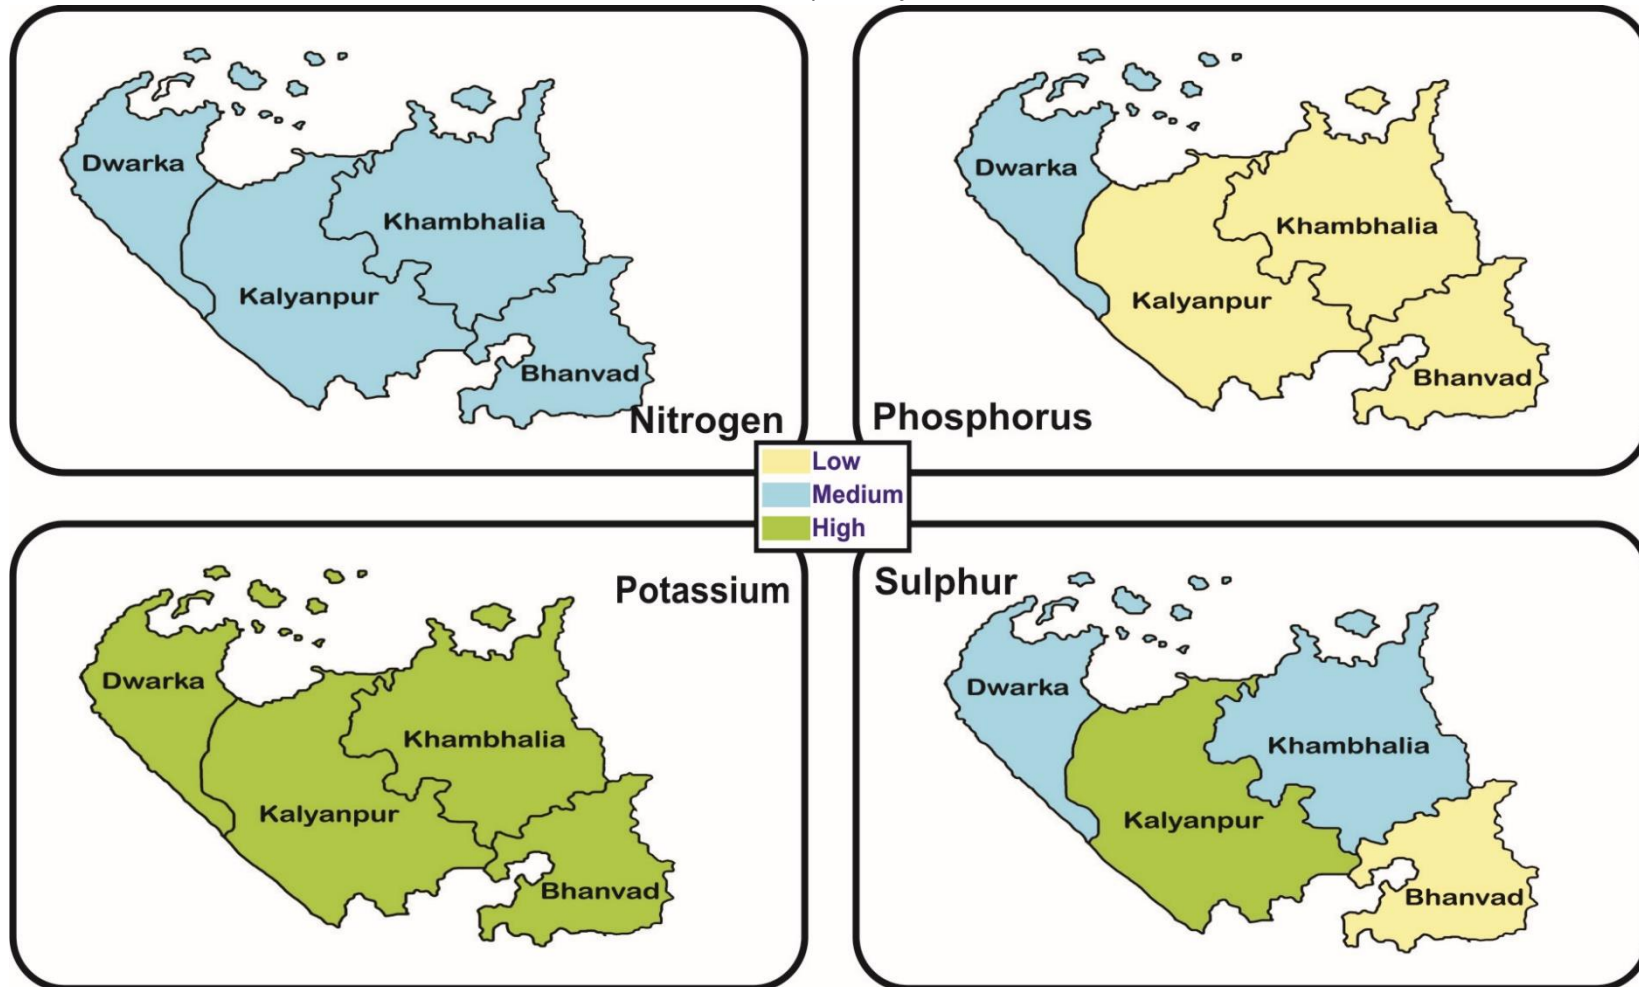 Dwarka
Khambhalia
Kalyanpur
Bhanvad
Nitrogen
Dwarka
Khambhalia
Kalyanpur
Bhanvad
Phosphorus
Low
Medium
High
Potassium
Dwarka
Khambhalia
Kalyanpur
Bhanvad
Sulphur
Dwarka
Khambhalia
Kalyanpur
Bhanvad